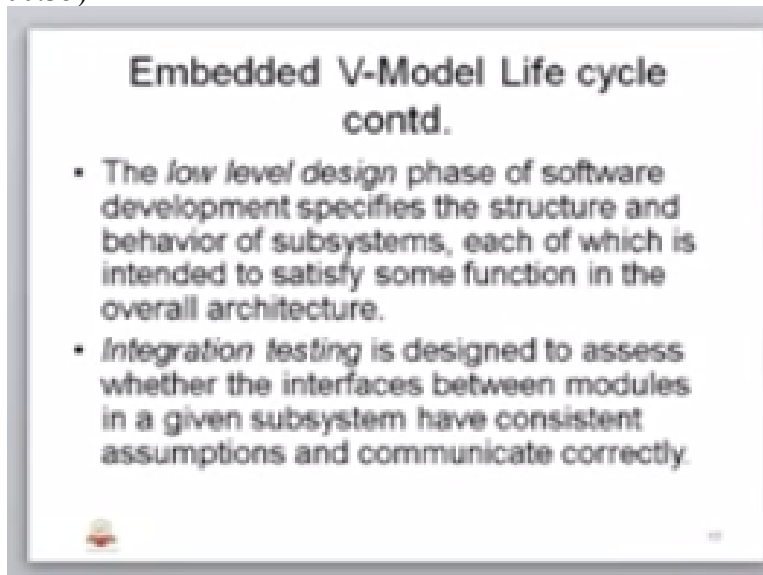 Embedded V-Model Life cycle
contd.
• The low level design phase of software
development specifies the structure and
behavior of subsystems, each of which is
intended to satisfy some function in the
overall architecture.
• Integration testing is designed to assess
whether the interfaces between modules
in a given subsystem have consistent
assumptions and communicate correctly.